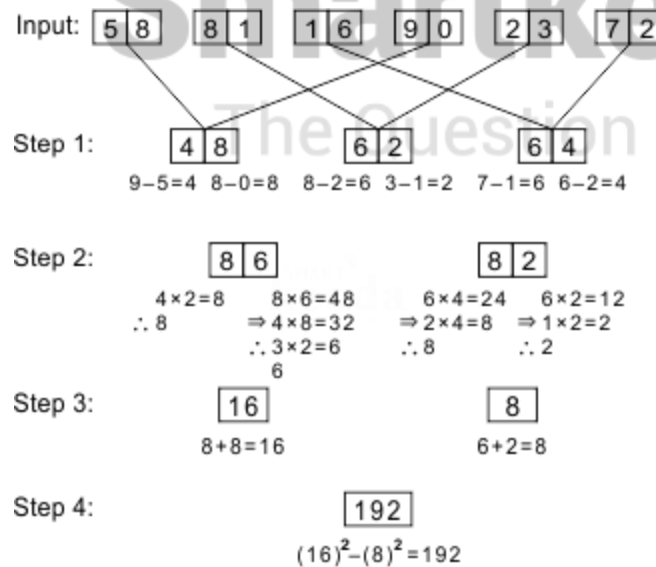 Smartke
Input: 5 8 8 1 1 6 9 0 2 3 7 2
The Question
Step 1: 4 8 6 2 6 4
9−5=4 8−0=8 8−2=6 3−1=2 7−1=6 6−2=4
Step 2: 8 6 8 2
4×2=8 8×6=48 6×4=24 6×2=12
∴ 8 ⇒ 4×8=32 ⇒ 2×4=8 ⇒ 1×2=2
∴ 3×2=6 ∴ 8 ∴ 2
6
Step 3: 16 8
8+8=16 6+2=8
Step 4: 192
(16)²−(8)²=192